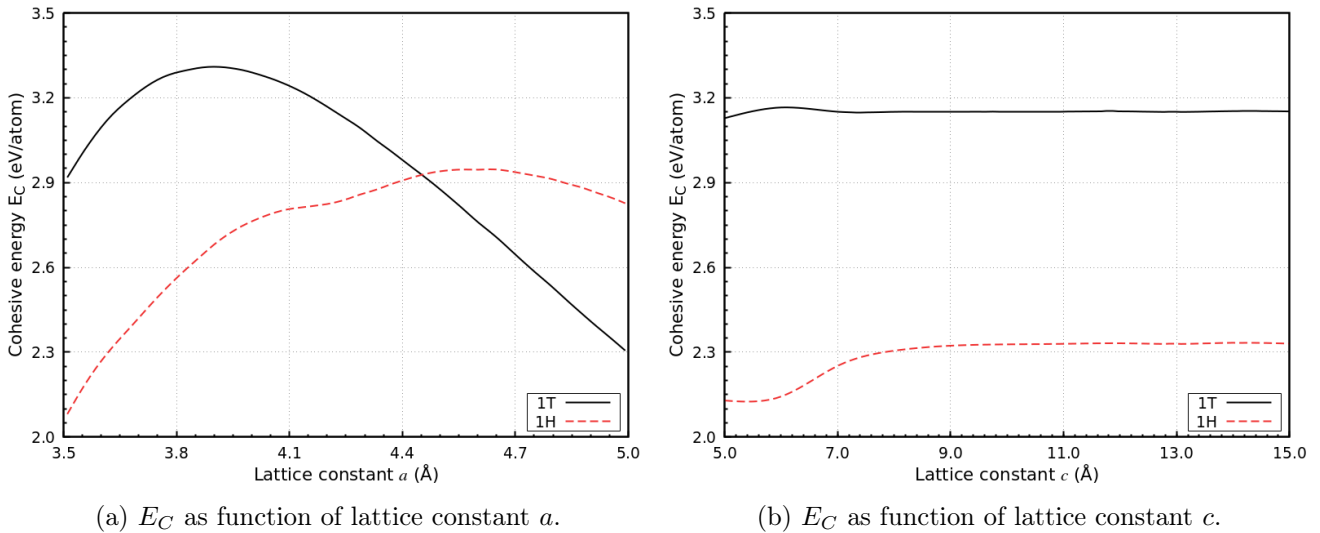 3.5
3.2
2.9
2.6
2.3
2.0
Cohesive energy E_C (eV/atom)
3.5 3.8 4.1 4.4 4.7 5.0
Lattice constant a (Å)
1T
1H
(a) E_C as function of lattice constant a.
3.5
3.2
2.9
2.6
2.3
2.0
Cohesive energy E_C (eV/atom)
5.0 7.0 9.0 11.0 13.0 15.0
Lattice constant c (Å)
1T
1H
(b) E_C as function of lattice constant c.